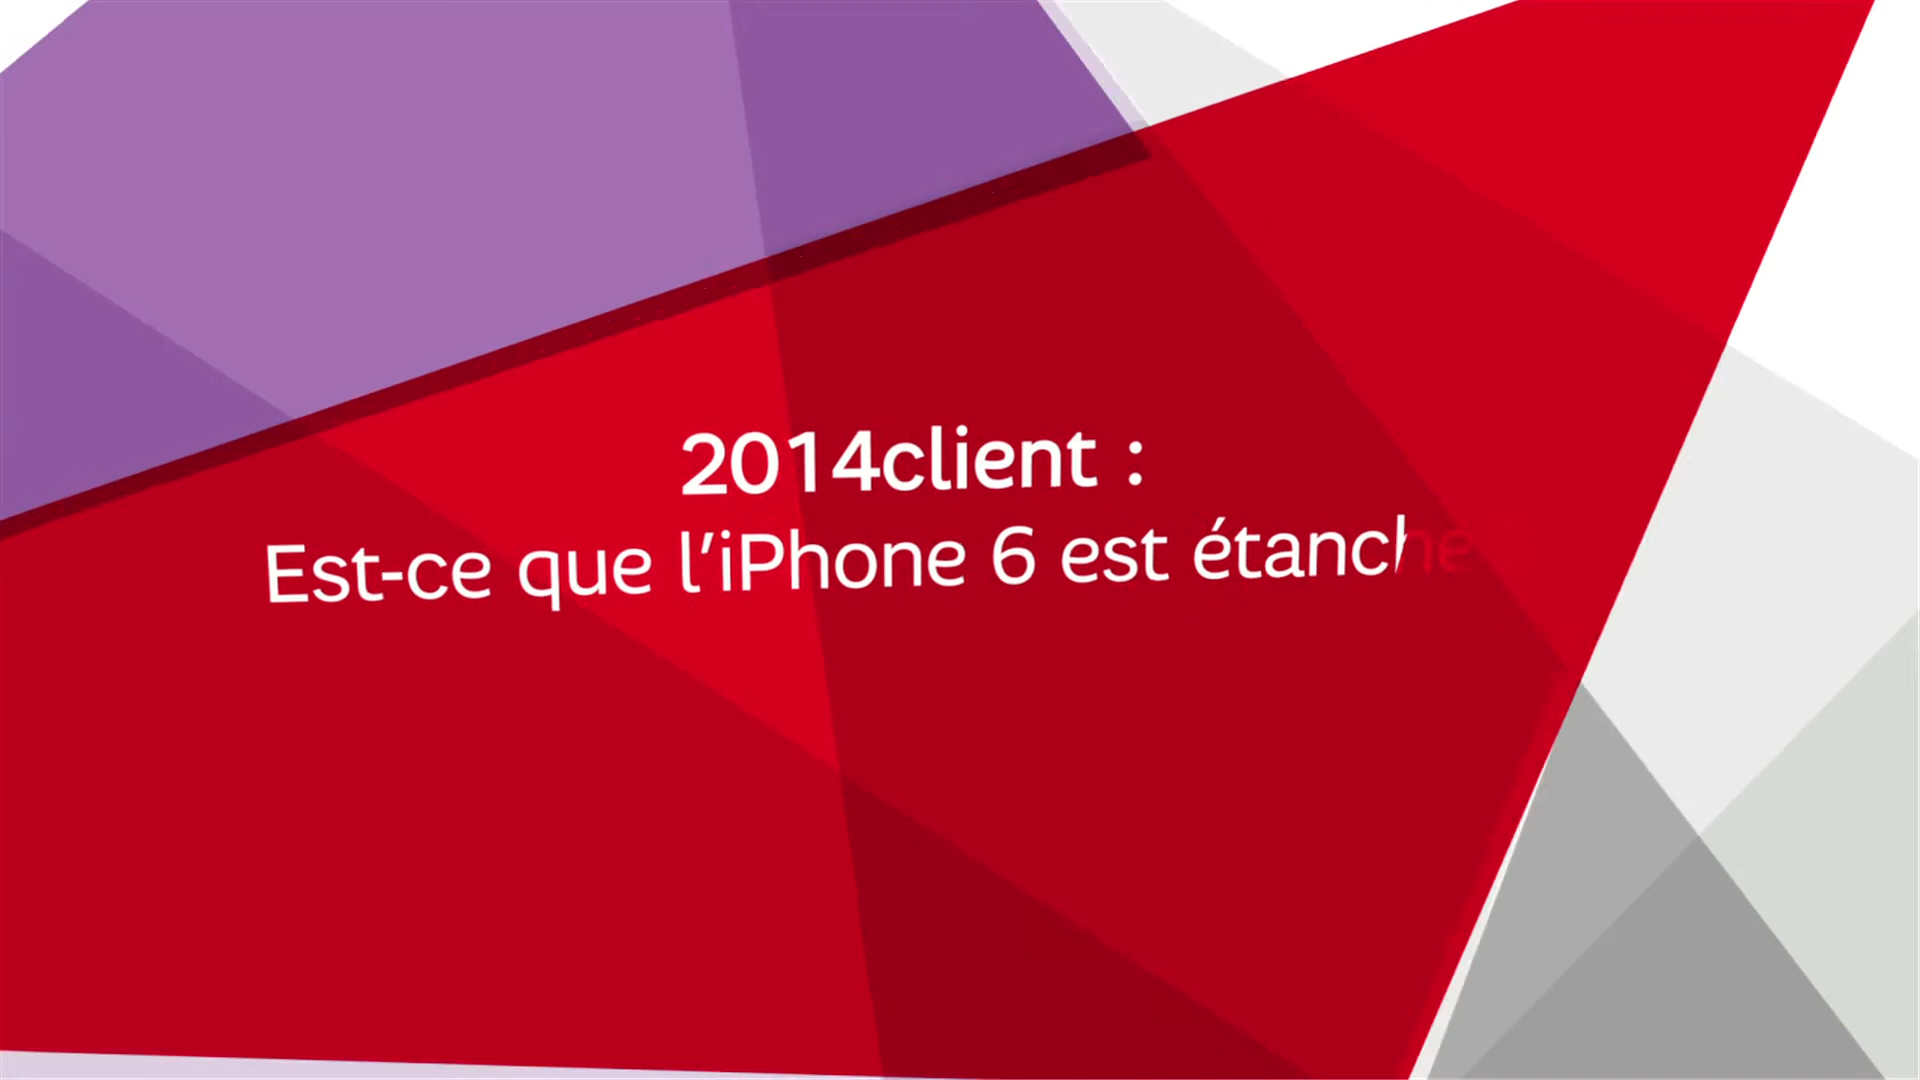 2014client :
Est-ce que l’iPhone 6 est étanche